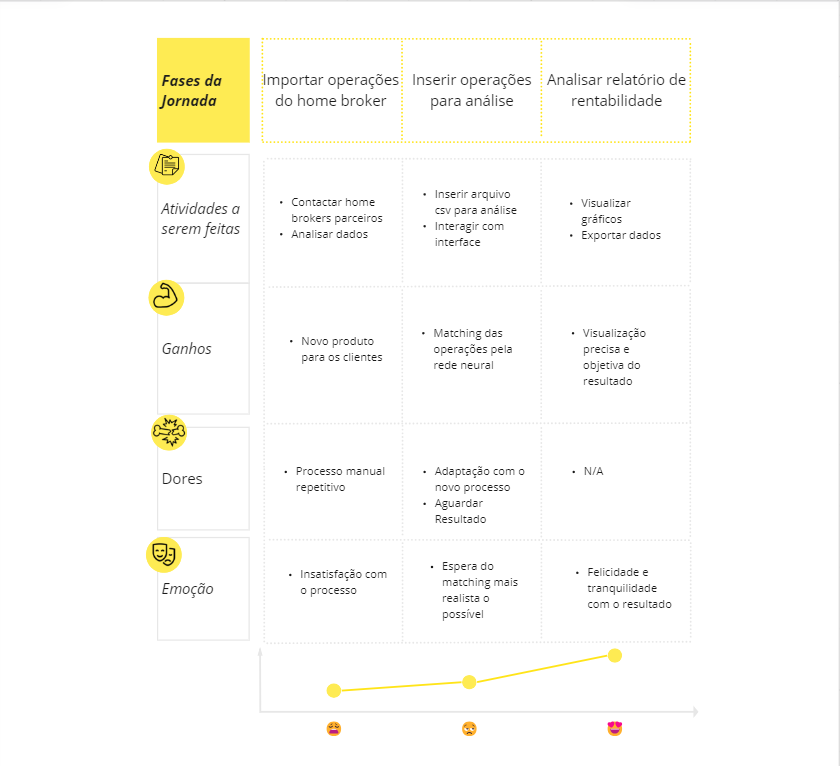 Fases da
Jornada
Importar operações
do home broker
Inserir operações
para análise
Analisar relatório de
rentabilidade
Atividades a
serem feitas
• Contactar home
brokers parceiros
• Analisar dados
• Inserir arquivo
csv para análise
• Interagir com
interface
• Visualizar
gráficos
• Exportar dados
Ganhos
• Novo produto
para os clientes
• Matching das
operações pela
rede neural
• Visualização
precisa e
objetiva do
resultado
Dores
• Processo manual
repetitivo
• Adaptação com o
novo processo
• Aguardar
Resultado
• N/A
Emoção
• Insatisfação com
o processo
• Espera do
matching mais
realista o
possível
• Felicidade e
tranquilidade
com o resultado